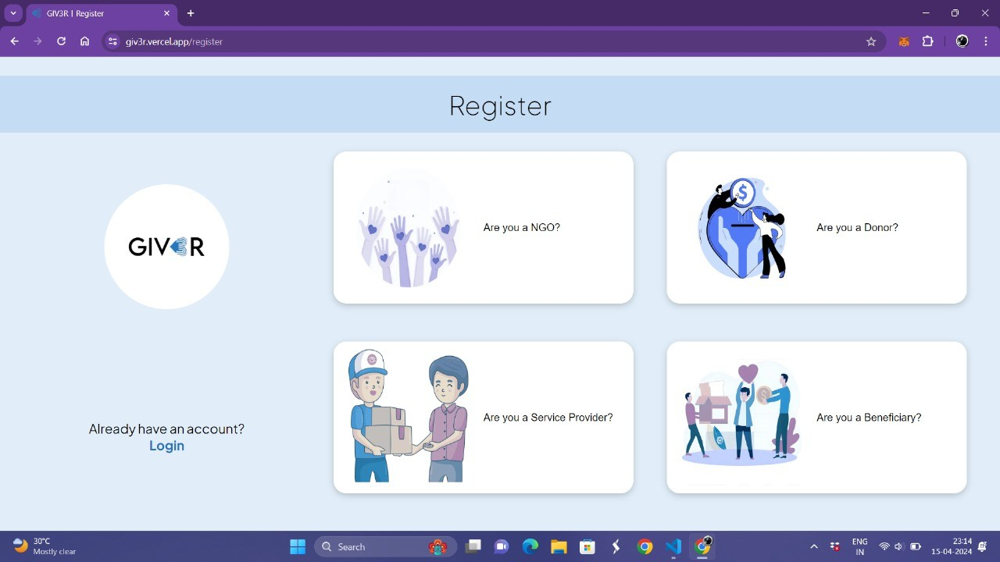 GIV3R | Register
giv3r.vercel.app/register
Register
GIV3R
Are you a NGO?
Are you a Donor?
Are you a Service Provider?
Are you a Beneficiary?
Already have an account?
Login
30°C
Mostly clear
Search
ENG
IN
23:14
15-04-2024